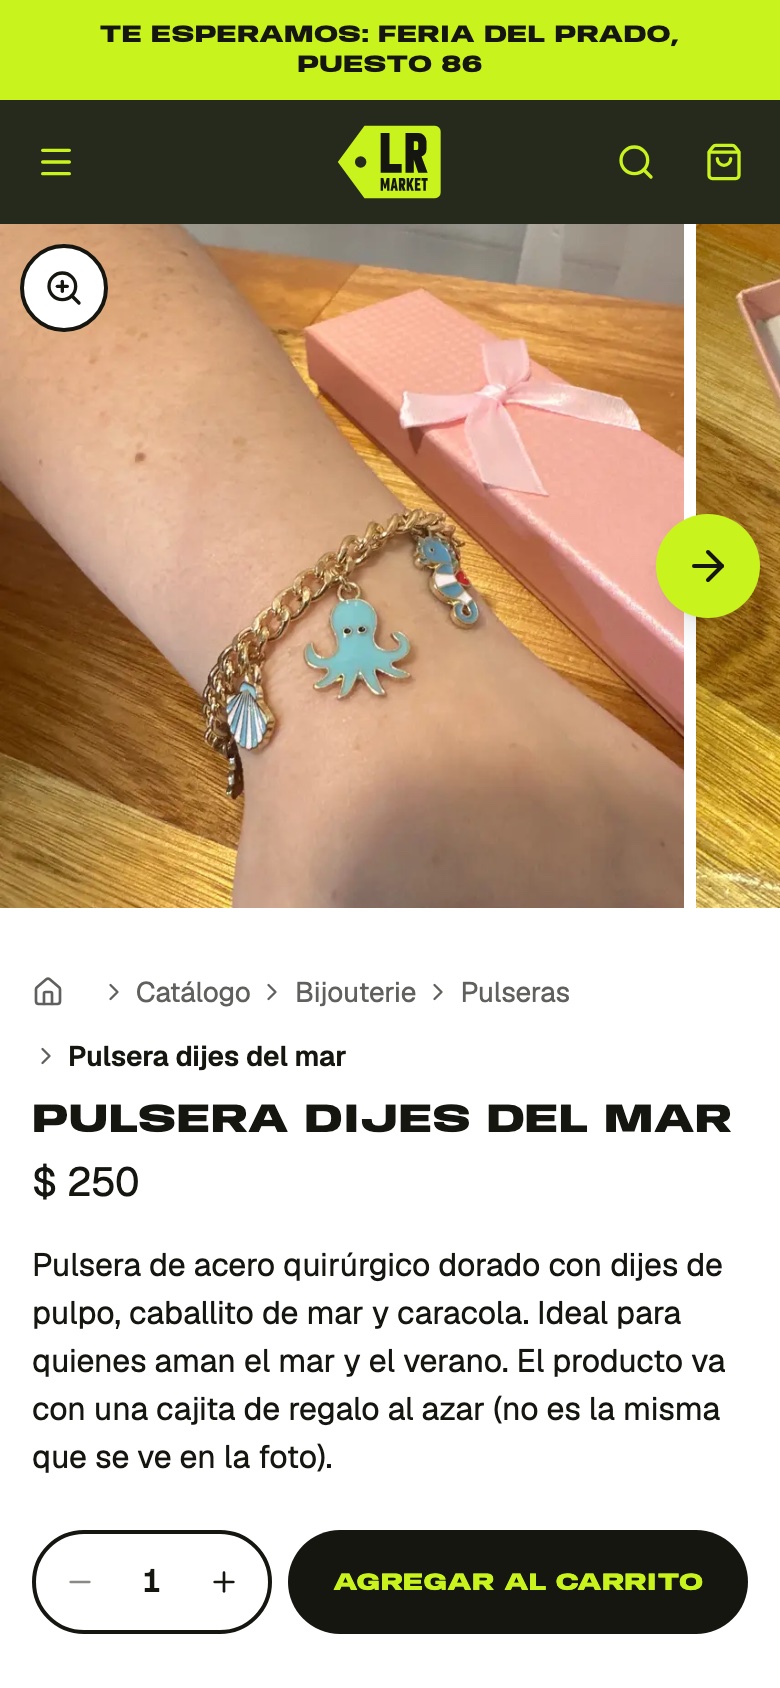 TE ESPERAMOS: FERIA DEL PRADO,
PUESTO 86
LR
MARKET
Catálogo
Bijouterie
Pulseras
Pulsera dijes del mar
PULSERA DIJES DEL MAR
$ 250
Pulsera de acero quirúrgico dorado con dijes de
pulpo, caballito de mar y caracola. Ideal para
quienes aman el mar y el verano. El producto va
con una cajita de regalo al azar (no es la misma
que se ve en la foto).
1
AGREGAR AL CARRITO